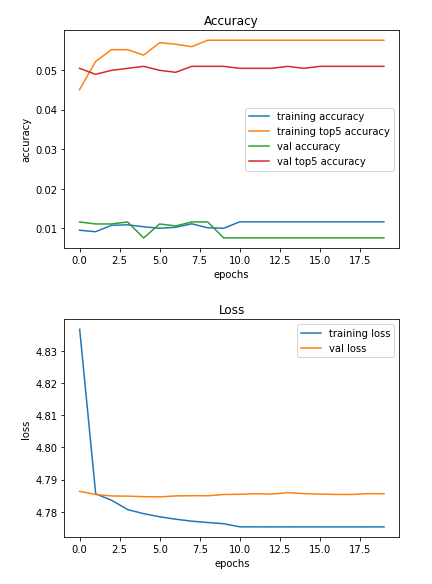 Accuracy
0.05
0.04
0.03
0.02
0.01
accuracy
training accuracy
training top5 accuracy
val accuracy
val top5 accuracy
0.0 2.5 5.0 7.5 10.0 12.5 15.0 17.5
epochs
Loss
4.83
4.82
4.81
4.80
4.79
4.78
loss
training loss
val loss
0.0 2.5 5.0 7.5 10.0 12.5 15.0 17.5
epochs